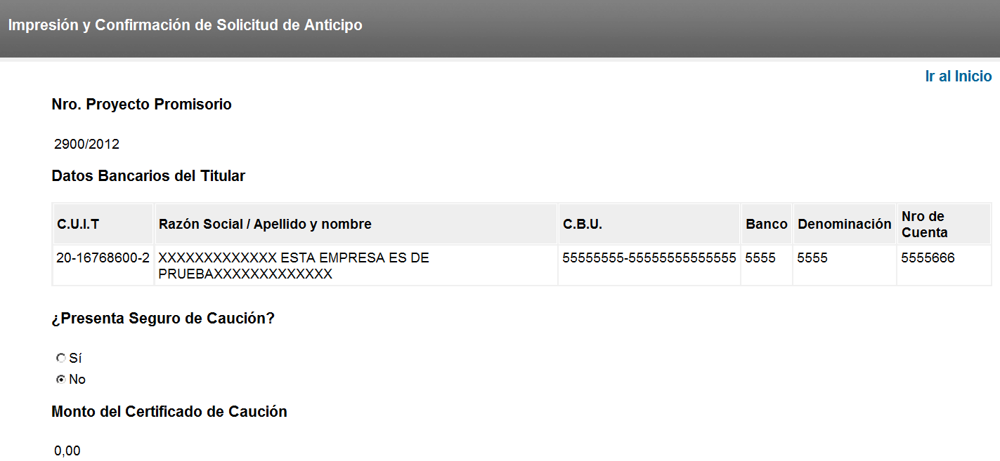 Impresión y Confirmación de Solicitud de Anticipo
Ir al Inicio
Nro. Proyecto Promisorio
2900/2012
Datos Bancarios del Titular
C.U.I.T Razón Social / Apellido y nombre C.B.U. Banco Denominación Nro de Cuenta
20-16768600-2 XXXXXXXXXXXXX ESTA EMPRESA ES DE 55555555-55555555555555 5555 5555 5555666
PRUEBAXXXXXXXXXXXXX
¿Presenta Seguro de Caución?
Sí
No
Monto del Certificado de Caución
0,00